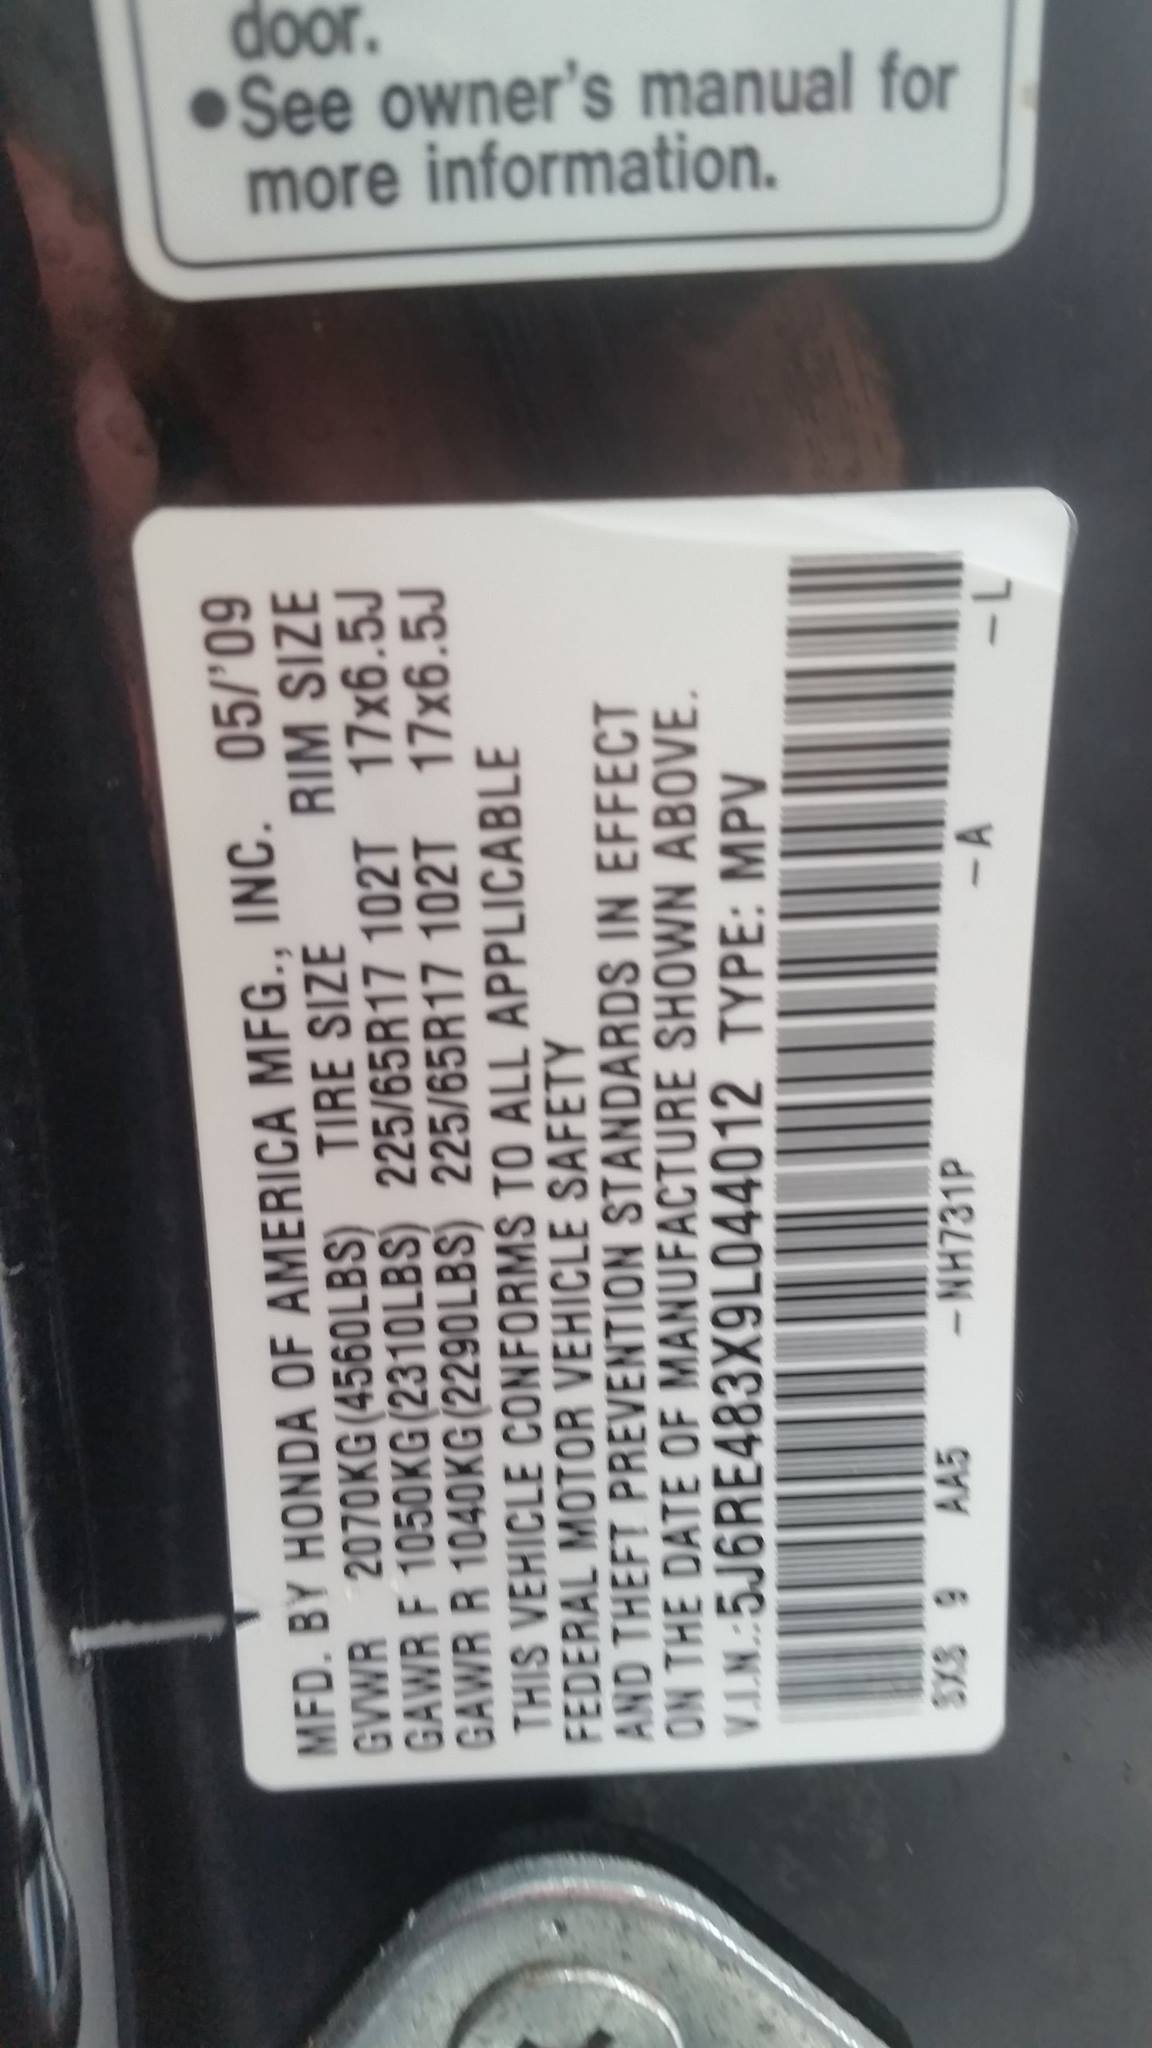 door.
●See owner's manual for
more information.
MFD. BY HONDA OF AMERICA MFG., INC. 05/'09
TIRE SIZE RIM SIZE
GVWR 2070KG(4560LBS)
GAWR F 1050KG(2310LBS) 225/65R17 102T 17x6.5J
GAWR R 1040KG(2290LBS) 225/65R17 102T 17x6.5J
THIS VEHICLE CONFORMS TO ALL APPLICABLE
FEDERAL MOTOR VEHICLE SAFETY
AND THEFT PREVENTION STANDARDS IN EFFECT
ON THE DATE OF MANUFACTURE SHOWN ABOVE.
V.I.N.:5J6RE483X9L044012 TYPE: MPV
SX8 9 AA5 –NH731P –A –L